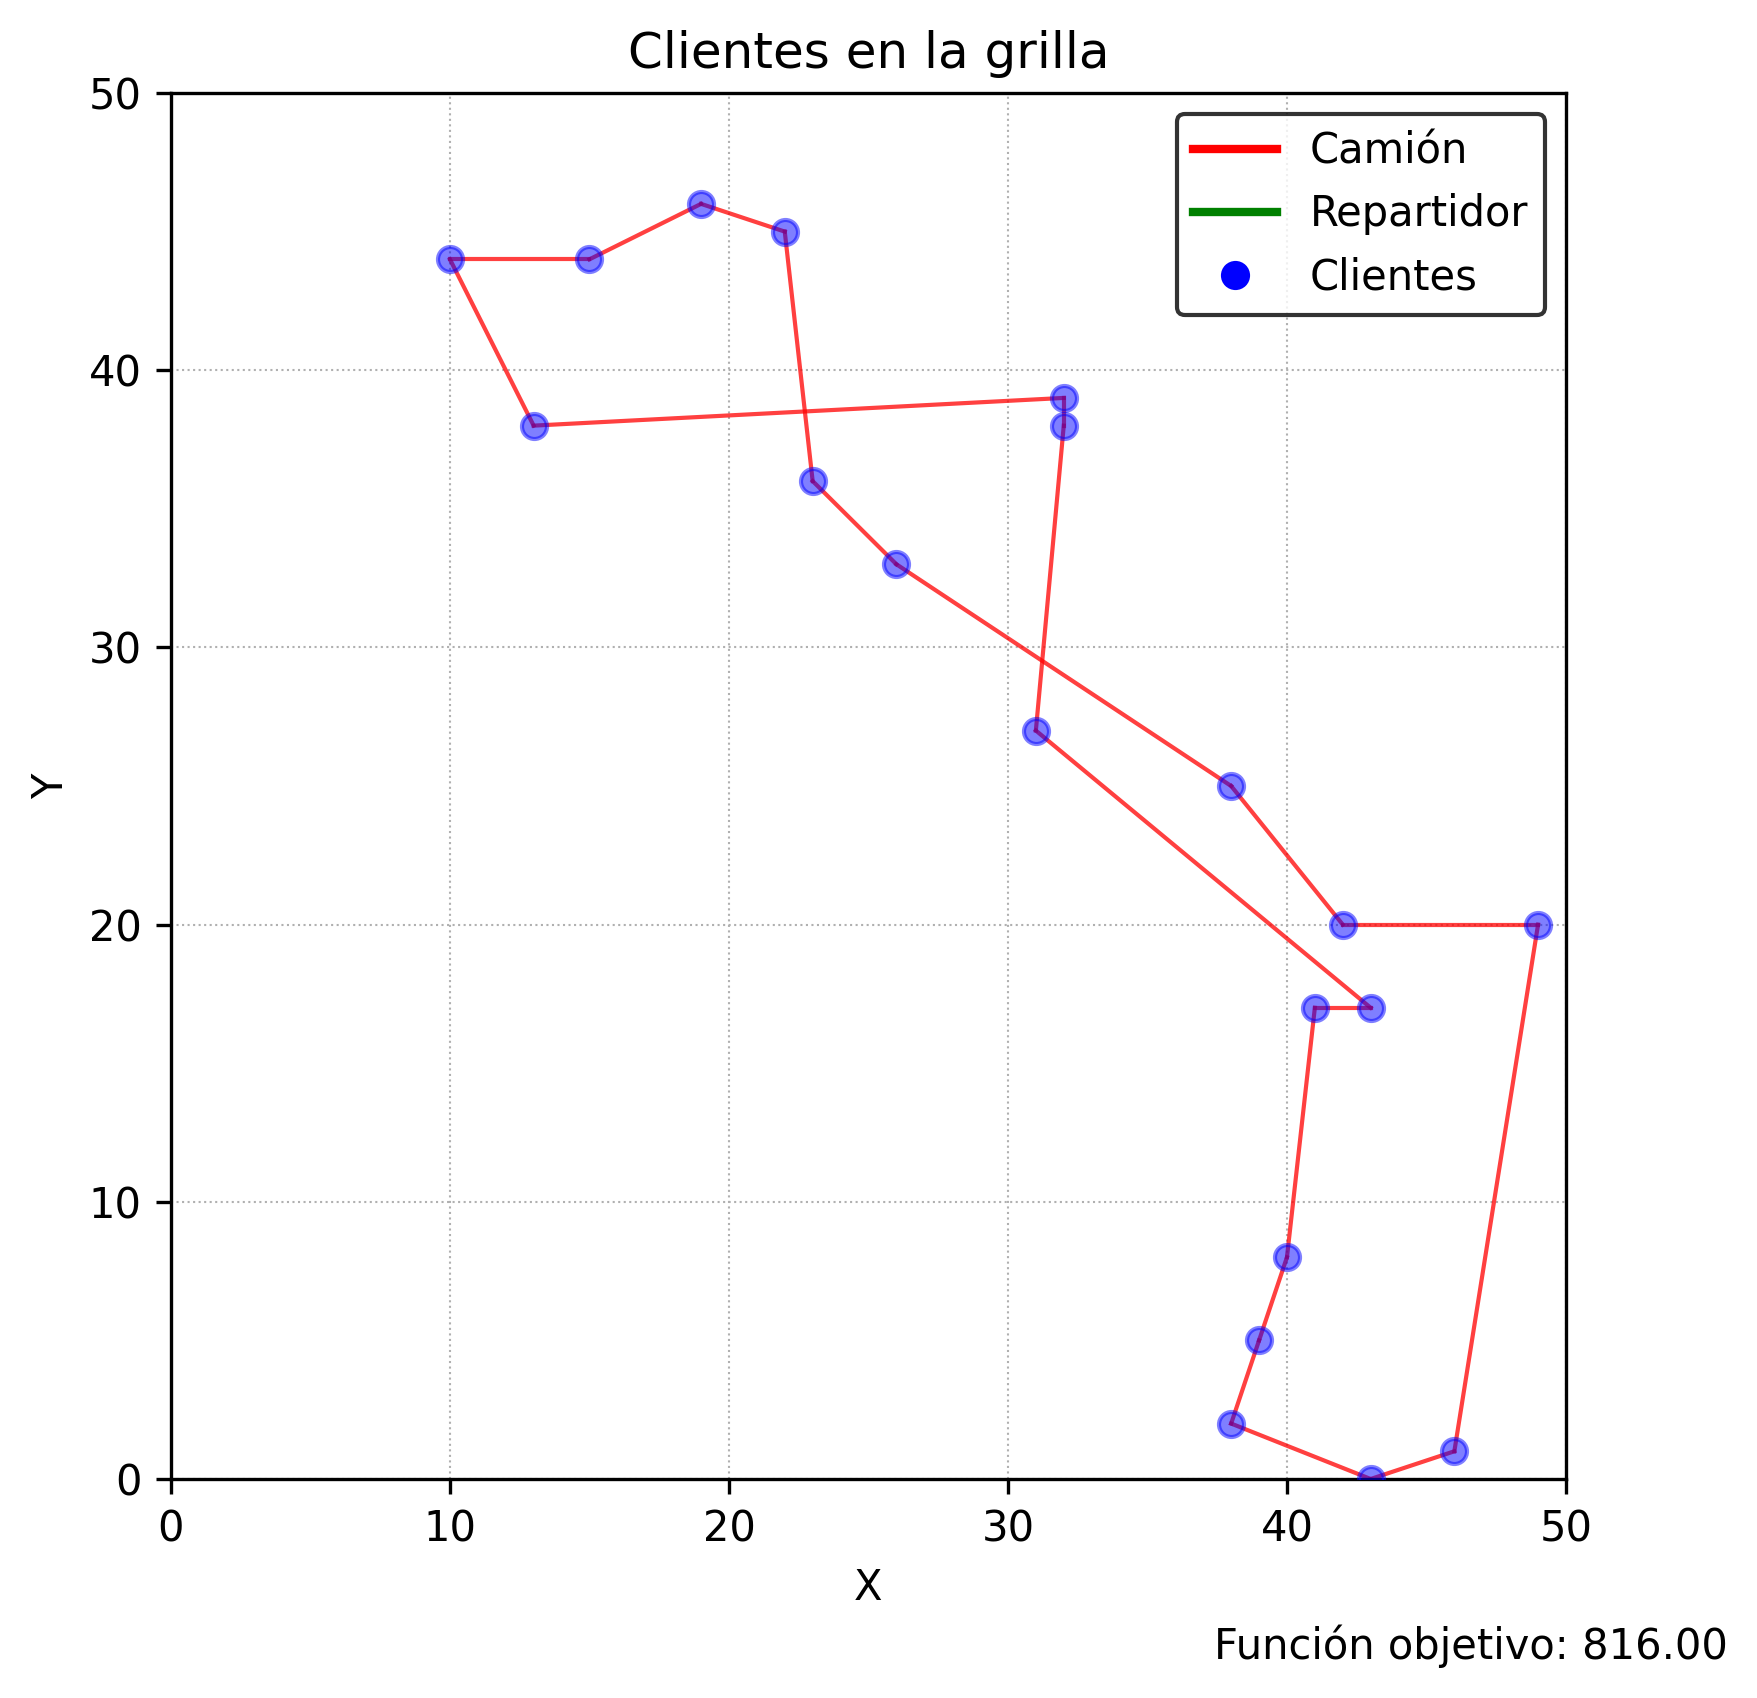 Clientes en la grilla
50
40
30
20
10
0
Y
Camión
Repartidor
Clientes
0 10 20 30 40 50
X
Función objetivo: 816.00